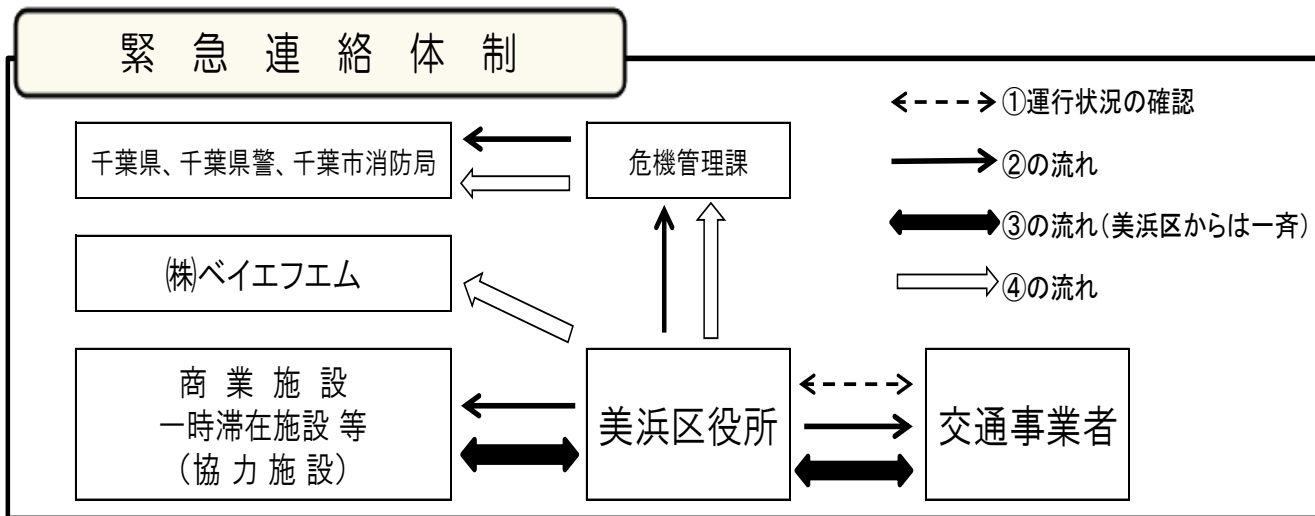 緊急連絡体制
①運行状況の確認
千葉県、千葉県警、千葉市消防局
危機管理課
②の流れ
③の流れ（美浜区からは一斉）
㈱ベイエフエム
④の流れ
商業施設
一時滞在施設 等
（協力施設）
美浜区役所
交通事業者